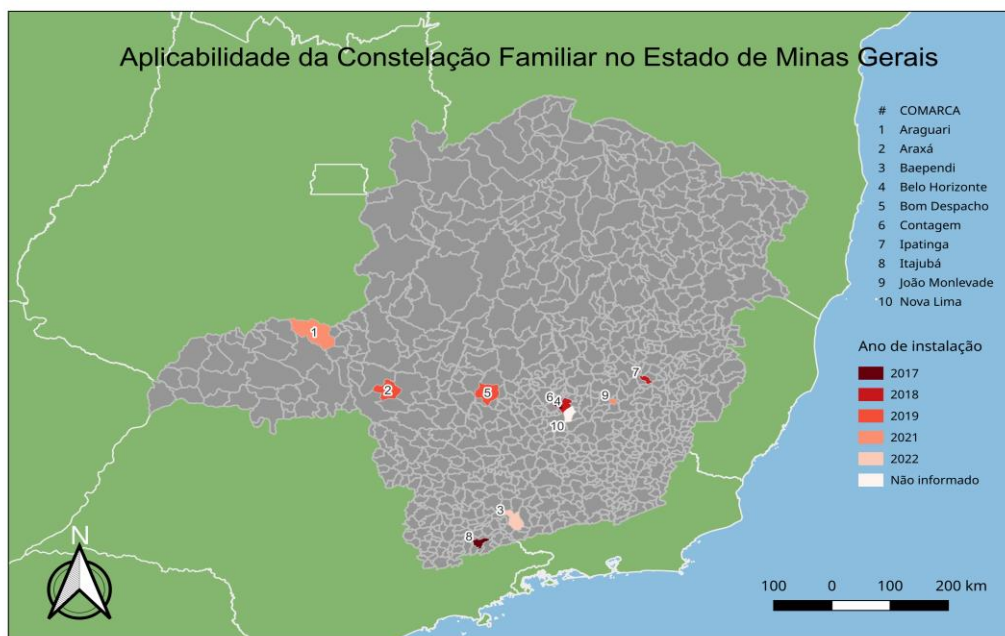 Aplicabilidade da Constelação Familiar no Estado de Minas Gerais
# COMARCA
1 Araguari
2 Araxá
3 Baependi
4 Belo Horizonte
5 Bom Despacho
6 Contagem
7 Ipatinga
8 Itajubá
9 João Monlevade
10 Nova Lima
Ano de instalação
2017
2018
2019
2021
2022
Não informado
1
2
5
6
4
9
7
10
3
8
N
100 0 100 200 km